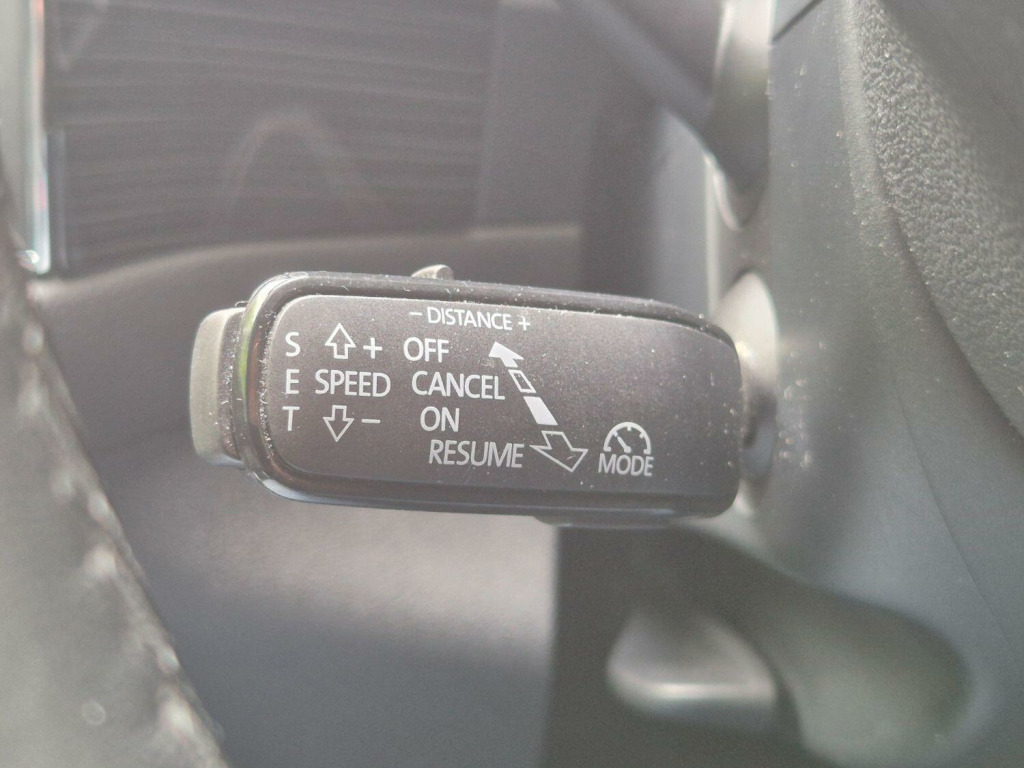 − DISTANCE +
S + OFF
E SPEED CANCEL
T − ON
RESUME
MODE